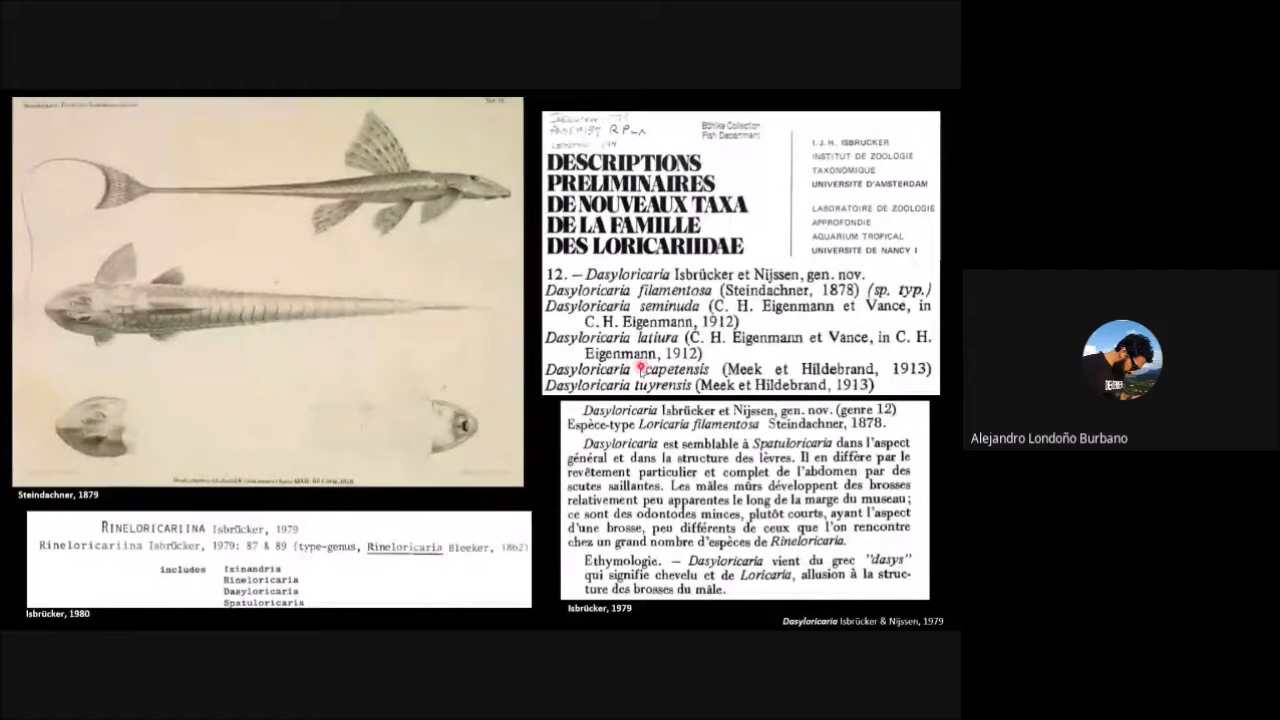 Steindachner, 1879
RINELORICARIINA Isbrücker, 1979
Rineloricariina Isbrücker, 1979: 87 & 89 (type-genus, Rineloricaria Bleeker, 1862)
includes Ixinandria
Rineloricaria
Dasyloricaria
Spatuloricaria
Isbrücker, 1980
Böhlke Collection
Fish Department
DESCRIPTIONS
PRELIMINAIRES
DE NOUVEAUX TAXA
DE LA FAMILLE
DES LORICARIIDAE
I.J.H. ISBRUCKER
INSTITUT DE ZOOLOGIE
TAXONOMIQUE
UNIVERSITE D'AMSTERDAM
LABORATOIRE DE ZOOLOGIE
APPROFONDIE
AQUARIUM TROPICAL
UNIVERSITE DE NANCY I
12. – Dasyloricaria Isbrücker et Nijssen, gen. nov.
Dasyloricaria filamentosa (Steindachner, 1878) (sp. typ.)
Dasyloricaria seminuda (C. H. Eigenmann et Vance, in
C. H. Eigenmann, 1912)
Dasyloricaria latiura (C. H. Eigenmann et Vance, in C. H.
Eigenmann, 1912)
Dasyloricaria capetensis (Meek et Hildebrand, 1913)
Dasyloricaria tuyrensis (Meek et Hildebrand, 1913)
Dasyloricaria Isbrücker et Nijssen, gen. nov. (genre 12)
Espèce-type Loricaria filamentosa Steindachner, 1878.
Dasyloricaria est semblable à Spatuloricaria dans l'aspect
général et dans la structure des lèvres. Il en diffère par le
revêtement particulier et complet de l'abdomen par des
scutes saillantes. Les mâles mûrs développent des brosses
relativement peu apparentes le long de la marge du museau;
ce sont des odontodes minces, plutôt courts, ayant l'aspect
d'une brosse, peu différents de ceux que l'on rencontre
chez un grand nombre d'espèces de Rineloricaria.
Ethymologie. – Dasyloricaria vient du grec "dasys"
qui signifie chevelu et de Loricaria, allusion à la struc-
ture des brosses du mâle.
Isbrücker, 1979
Dasyloricaria Isbrücker & Nijssen, 1979
Alejandro Londoño Burbano